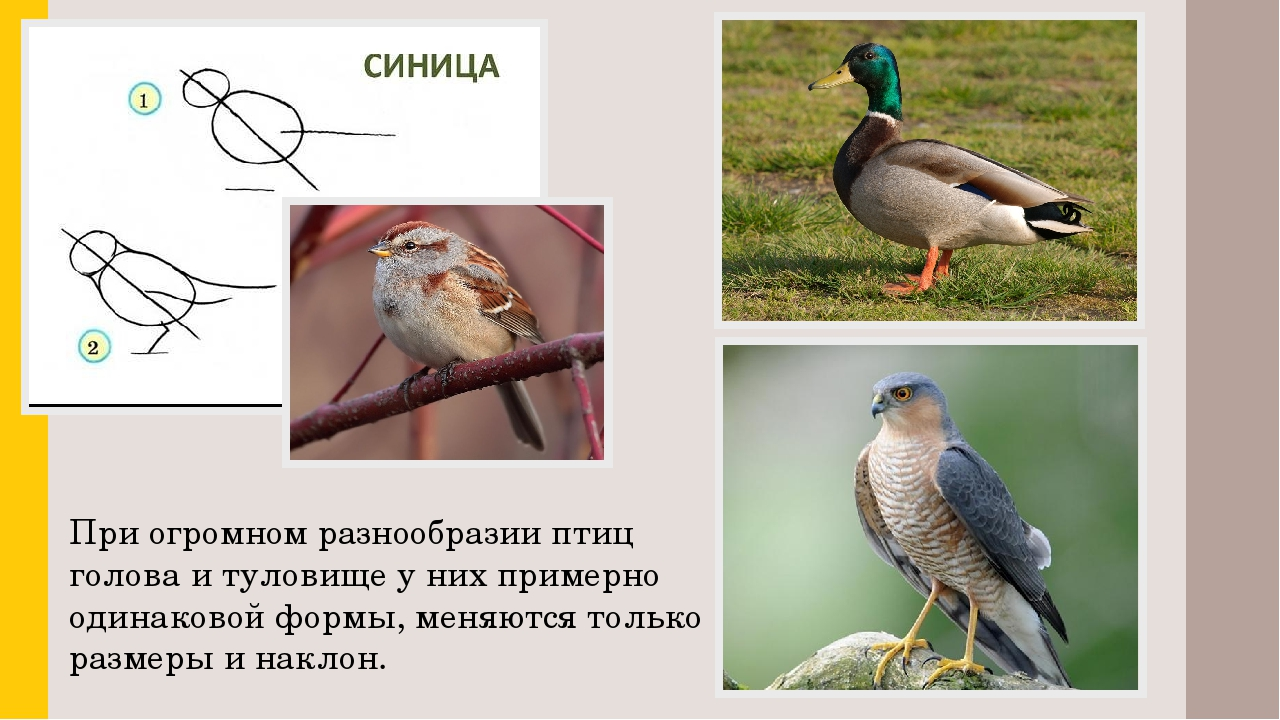 СИНИЦА
1
2
При огромном разнообразии птиц
голова и туловище у них примерно
одинаковой формы, меняются только
размеры и наклон.